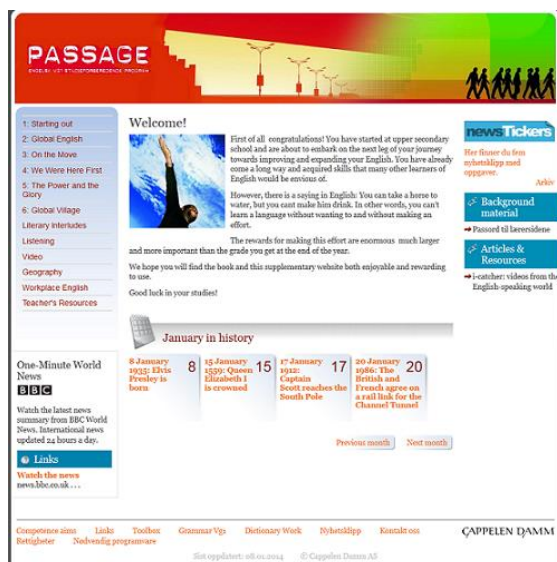 PASSAGE
ENGELSK VG1 STUDIEFORBEREDENDE PROGRAM
1: Starting out
2: Global English
3: On the Move
4: We Were Here First
5: The Power and the
Glory
6: Global Village
Literary Interludes
Listening
Video
Geography
Workplace English
Teacher's Resources
One-Minute World
News
BBC
Watch the latest news
summary from BBC World
News. International news
updated 24 hours a day.
Links
Watch the news
news.bbc.co.uk . . .
Welcome!
First of all congratulations! You have started at upper secondary
school and are about to embark on the next leg of your journey
towards improving and expanding your English. You have already
come a long way and acquired skills that many other learners of
English would be envious of.
However, there is a saying in English: You can take a horse to
water, but you cant make him drink. In other words, you can't
learn a language without wanting to and without making an
effort.
The rewards for making this effort are enormous much larger
and more important than the grade you get at the end of the year.
We hope you will find the book and this supplementary website both enjoyable and rewarding
to use.
Good luck in your studies!
January in history
8 January
1935: Elvis
Presley is
born
8
15 January
1559: Queen
Elizabeth I
is crowned
15
17 January
1912:
Captain
Scott reaches the
South Pole
17
20 January
1986: The
British and
French agree on
a rail link for the
Channel Tunnel
20
Previous month
Next month
newsTickers
Her finner du fem
nyhetsklipp med
oppgaver.
Arkiv
Background
material
Passord til lærersidene
Articles &
Resources
i-catcher: videos from the
English-speaking world
Competence aims Links Toolbox Grammar Vg1 Dictionary Work Nyhetsklipp Kontakt oss
Rettigheter Nødvendig programvare
CAPPELEN DAMM
Sist oppdatert: 08.01.2014 © Cappelen Damm AS